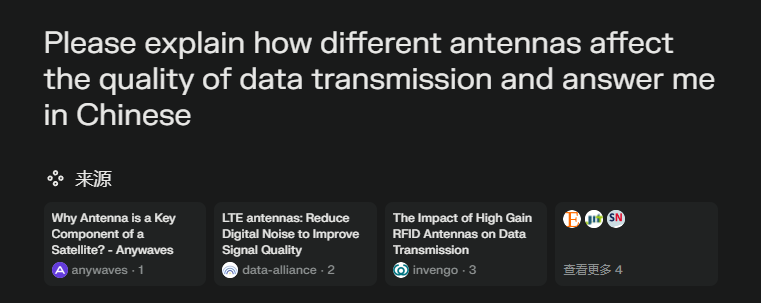 Please explain how different antennas affect
the quality of data transmission and answer me
in Chinese
来源
Why Antenna is a Key
Component of a
Satellite? - Anywaves
anywaves · 1
LTE antennas: Reduce
Digital Noise to Improve
Signal Quality
data-alliance · 2
The Impact of High Gain
RFID Antennas on Data
Transmission
invengo · 3
E
SN
查看更多 4